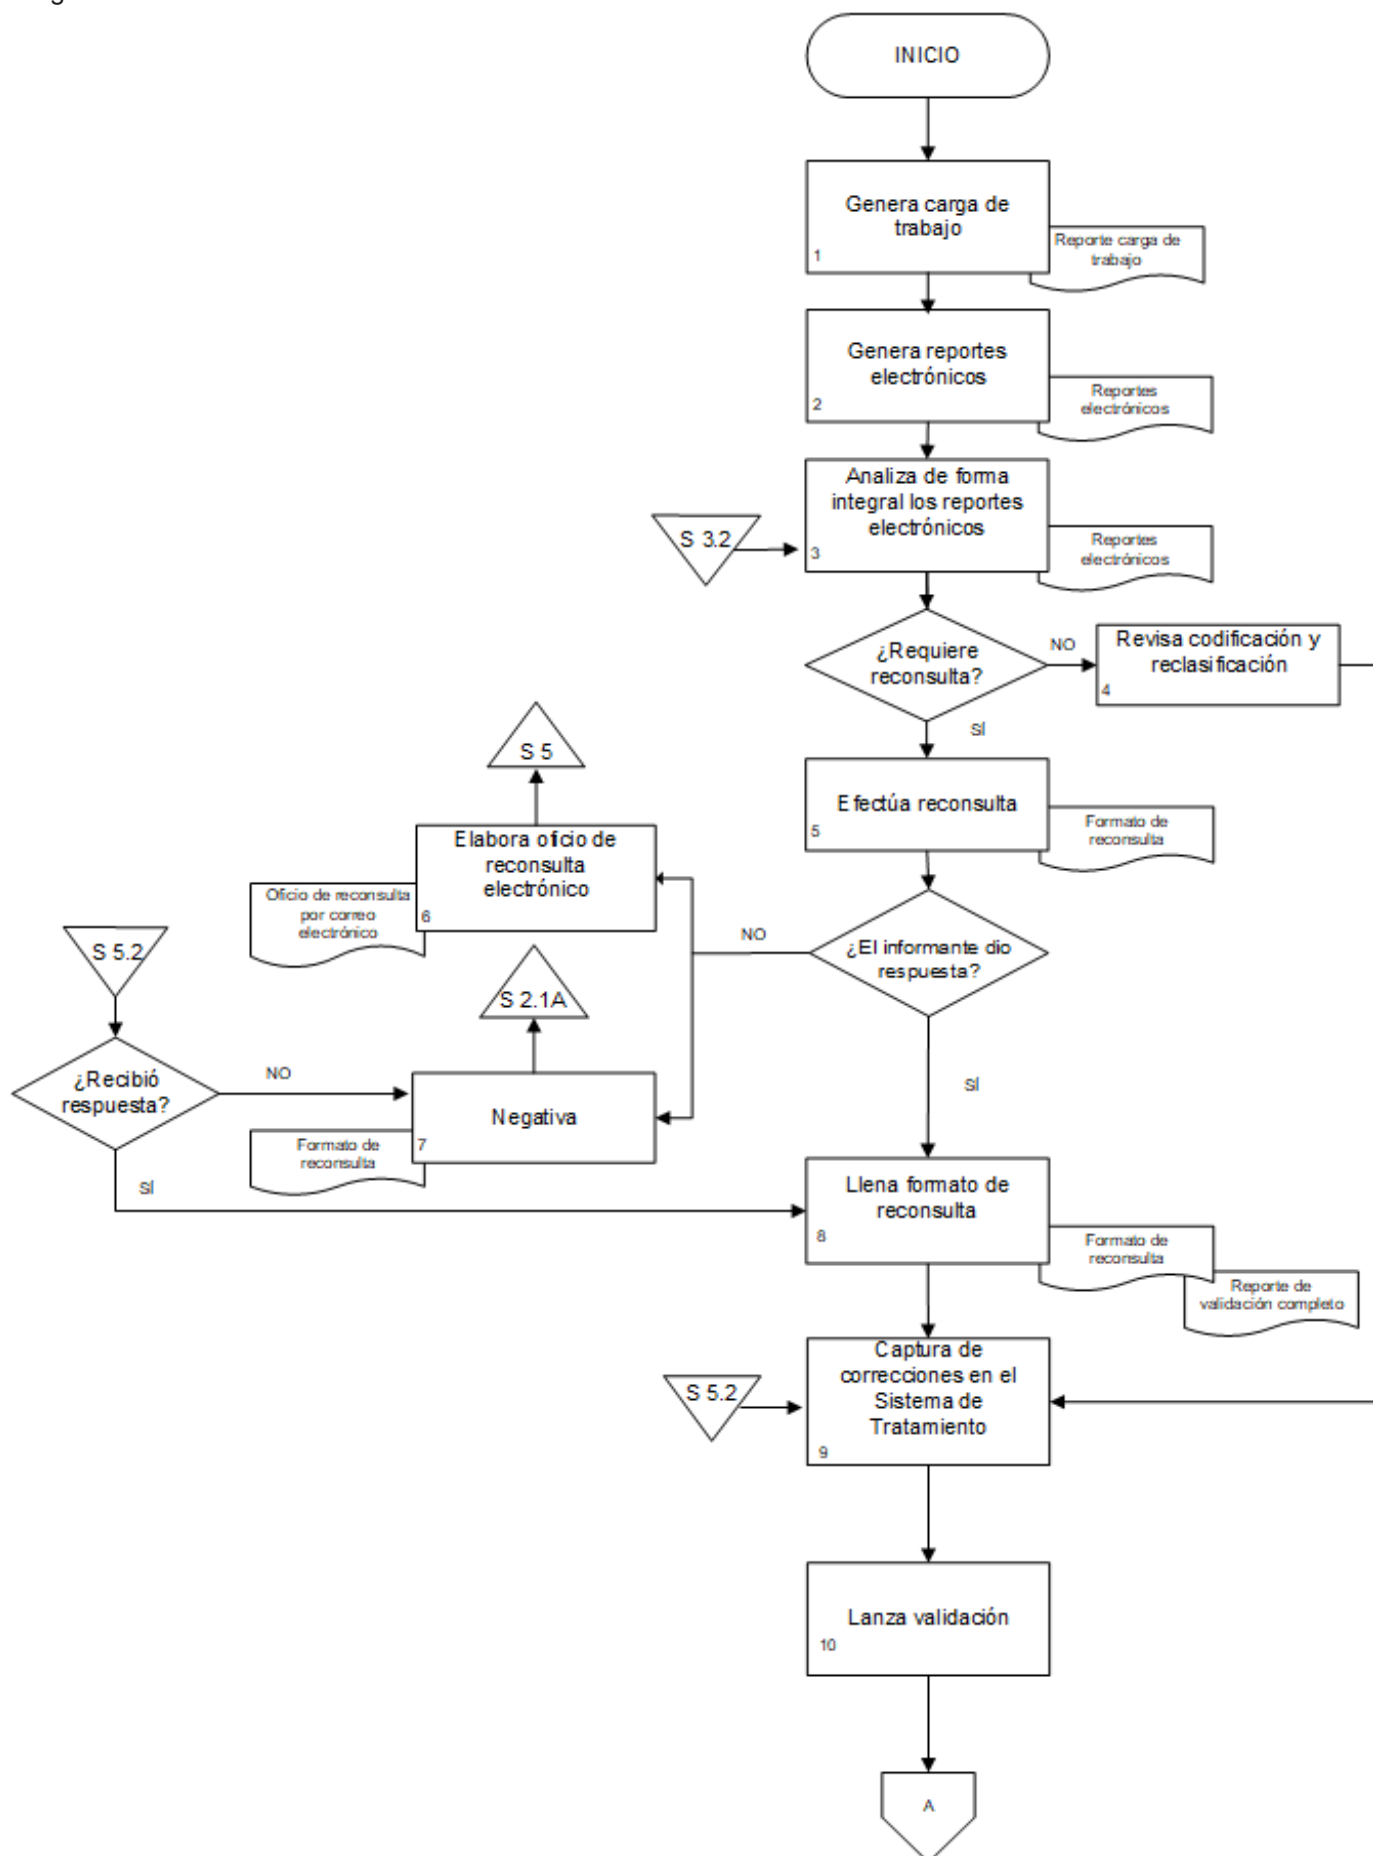 INICIO
Genera carga de
trabajo
1
Reporte carga de
trabajo
Genera reportes
electrónicos
2
Reportes
electrónicos
Analiza de forma
integral los reportes
electrónicos
3
Reportes
electrónicos
S 3.2
¿Requiere
reconsulta?
NO
Revisa codificación y
reclasificación
4
SÍ
S 5
Efectúa reconsulta
5
Formato de
reconsulta
Elabora oficio de
reconsulta
electrónico
6
Oficio de reconsulta
por correo
electrónico
NO
¿El informante dio
respuesta?
S 5.2
S 2.1A
¿Recibió
respuesta?
NO
Negativa
7
Formato de
reconsulta
SÍ
SÍ
Llena formato de
reconsulta
8
Formato de
reconsulta
Reporte de
validación completo
Captura de
correcciones en el
Sistema de
Tratamiento
9
S 5.2
Lanza validación
10
A